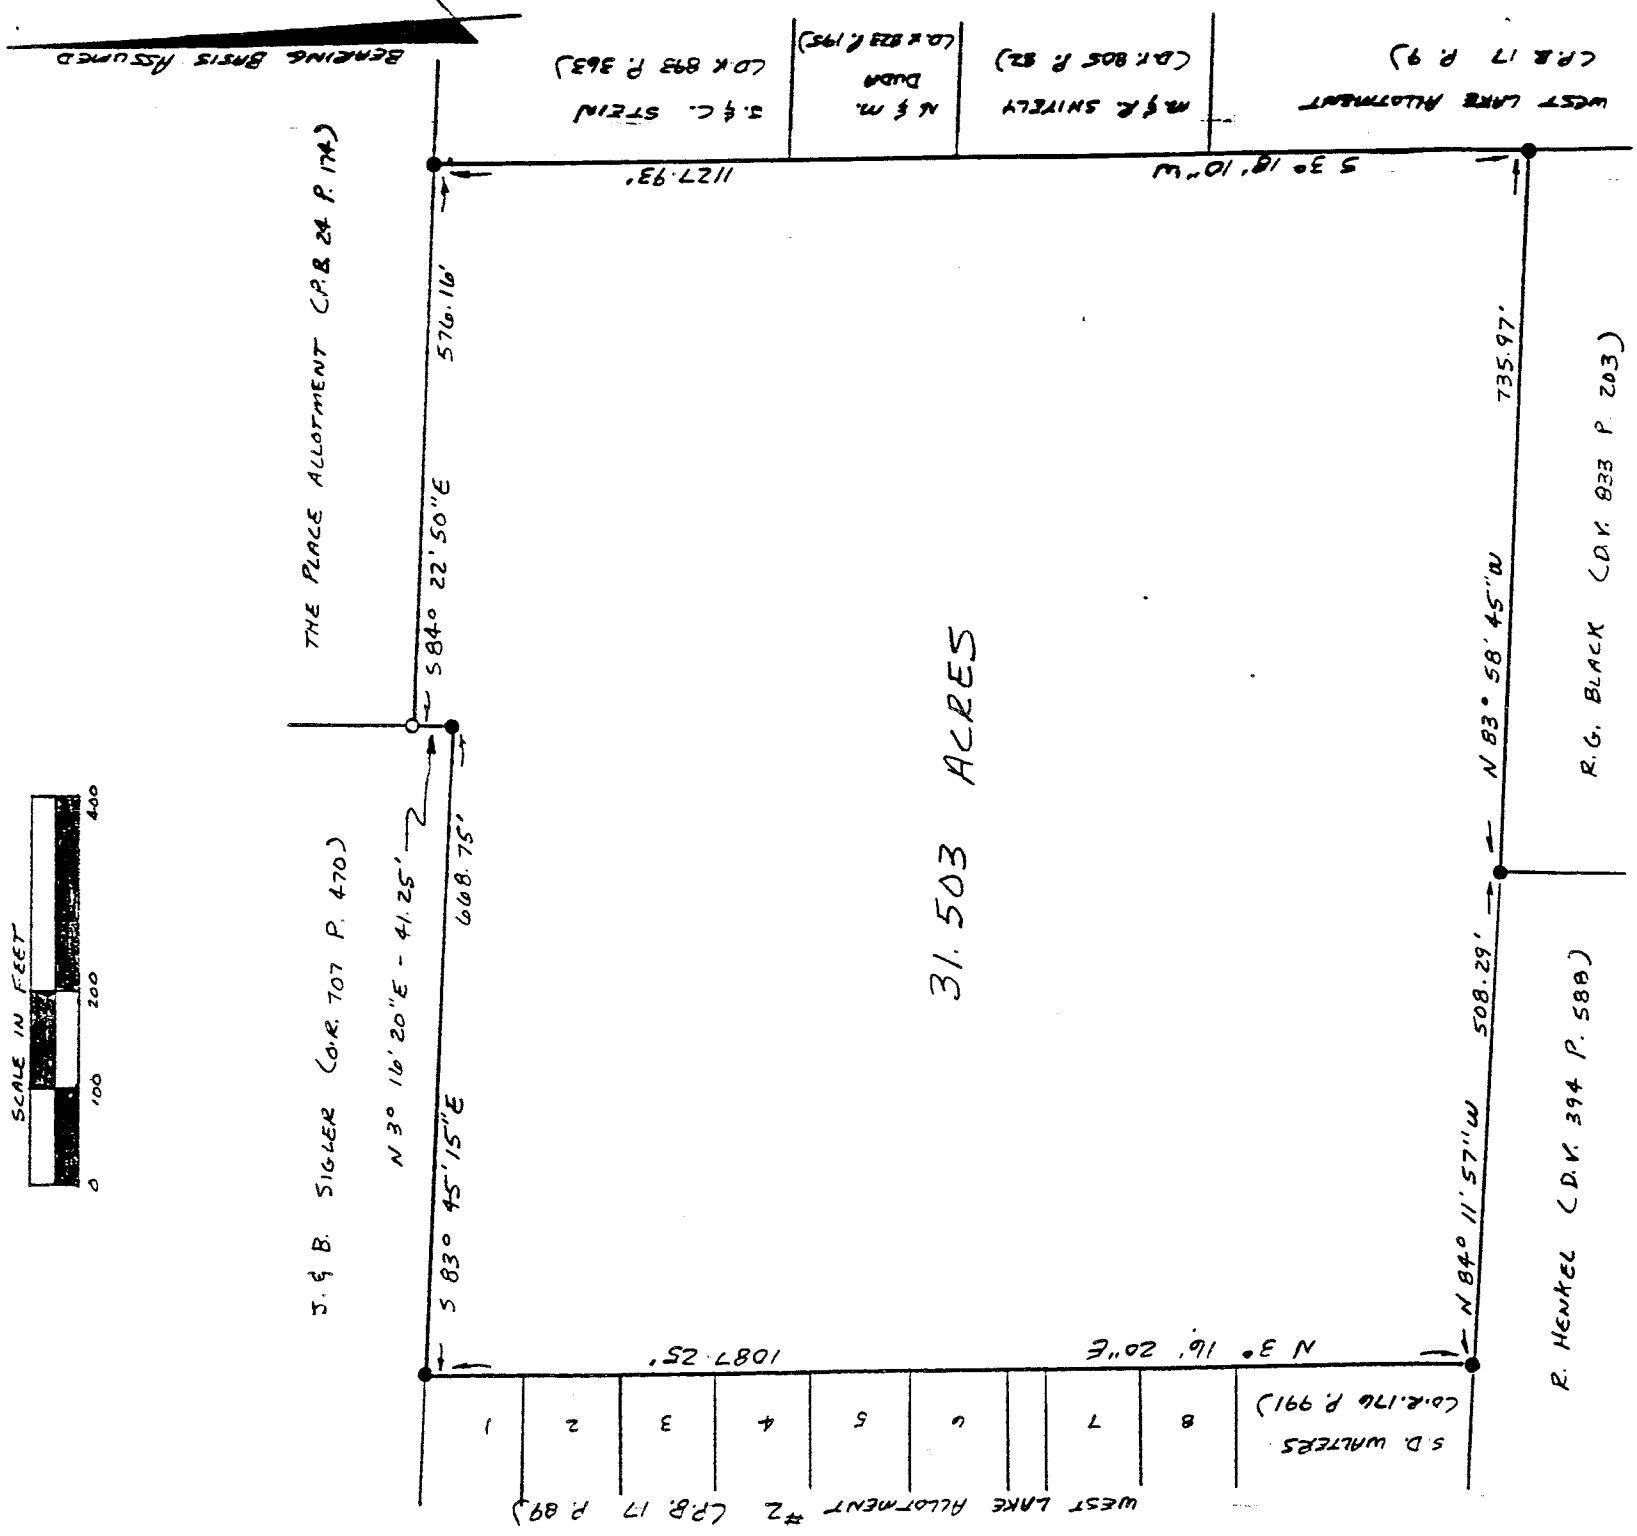 BEARING BASIS ASSUMED
J. & C. STEIN
(D.V. 893 P. 363)
N & M.
DUDA
(D.V. 823 P. 195)
M & R. SNIVELY
(D.V. 805 P. 82)
WEST LAKE ALLOTMENT
(P.B. 17 P. 9)
1127.93'
S 3° 18' 10" W
THE PLACE ALLOTMENT (P.B. 24 P. 174)
576.16'
S 84° 22' 50" E
735.97'
N 83° 58' 45" W
R.G. BLACK (D.V. 833 P. 203)
SCALE IN FEET
0 100 200 400
J. & B. SIGLER (O.R. 707 P. 470)
N 3° 16' 20" E - 41.25'
668.75'
S 83° 45' 15" E
31.503 ACRES
508.29'
N 84° 11' 57" W
R. HENKEL (D.V. 394 P. 588)
1087.25'
N 3° 16' 20" E
1 2 3 4 5 6 7 8
S.D. WALTERS
(O.R. 176 P. 991)
WEST LAKE ALLOTMENT #2 (P.B. 17 P. 89)